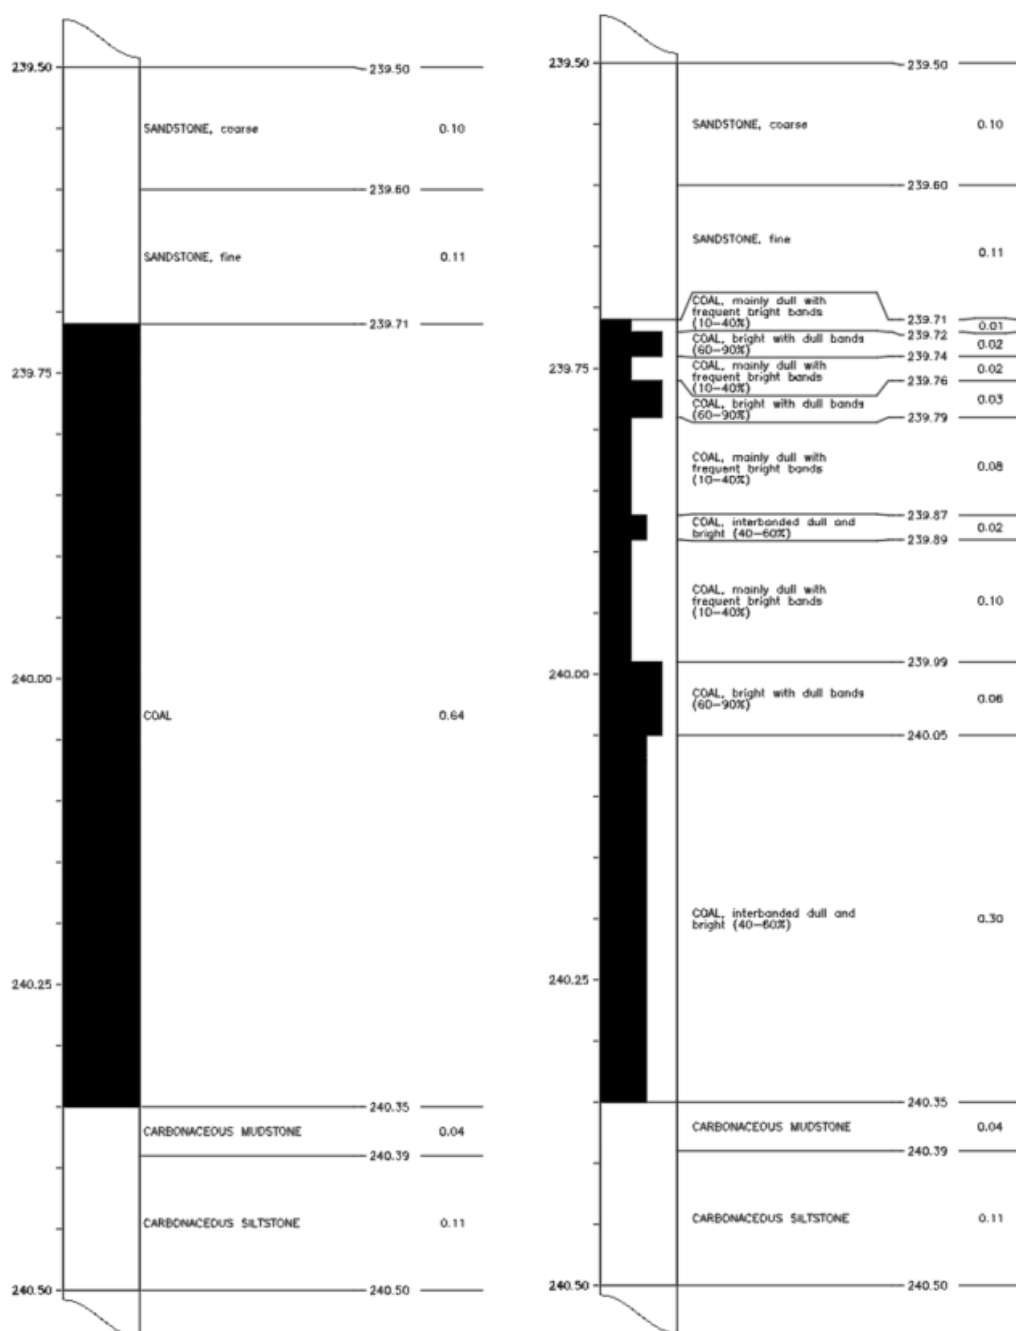 239.50
239.50
SANDSTONE, coarse
0.10
239.60
SANDSTONE, fine
0.11
239.71
239.75
240.00
COAL
0.64
240.25
240.35
CARBONACEOUS MUDSTONE
0.04
240.39
CARBONACEOUS SILTSTONE
0.11
240.50
240.50
239.50
239.50
SANDSTONE, coarse
0.10
239.60
SANDSTONE, fine
0.11
COAL, mainly dull with
frequent bright bands
(10-40%)
239.71
0.01
239.72
COAL, bright with dull bands
(60-90%)
0.02
239.74
COAL, mainly dull with
frequent bright bands
(10-40%)
0.02
239.75
239.76
COAL, bright with dull bands
(60-90%)
0.03
239.79
COAL, mainly dull with
frequent bright bands
(10-40%)
0.08
239.87
COAL, interbanded dull and
bright (40-60%)
0.02
239.89
COAL, mainly dull with
frequent bright bands
(10-40%)
0.10
239.99
240.00
COAL, bright with dull bands
(60-90%)
0.06
240.05
COAL, interbanded dull and
bright (40-60%)
0.30
240.25
240.35
CARBONACEOUS MUDSTONE
0.04
240.39
CARBONACEOUS SILTSTONE
0.11
240.50
240.50